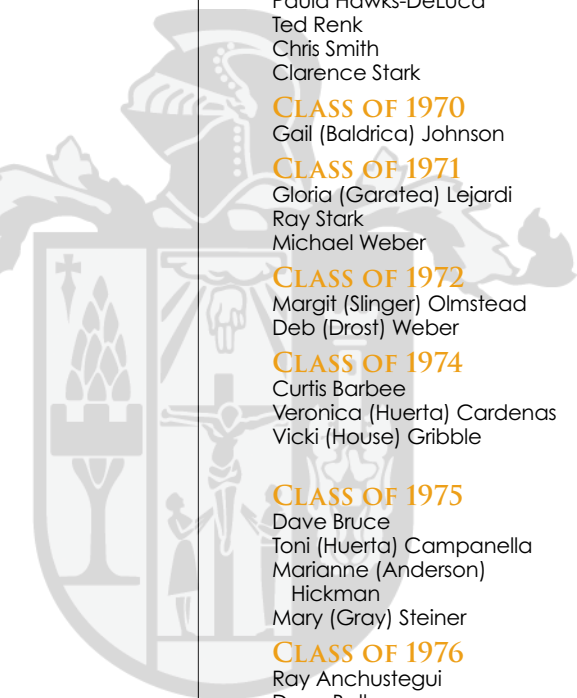 Paula Hawks-DeLuca
Ted Renk
Chris Smith
Clarence Stark
Class of 1970
Gail (Baldrica) Johnson
Class of 1971
Gloria (Garatea) Lejardi
Ray Stark
Michael Weber
Class of 1972
Margit (Slinger) Olmstead
Deb (Drost) Weber
Class of 1974
Curtis Barbee
Veronica (Huerta) Cardenas
Vicki (House) Gribble
Class of 1975
Dave Bruce
Toni (Huerta) Campanella
Marianne (Anderson)
Hickman
Mary (Gray) Steiner
Class of 1976
Ray Anchustegui